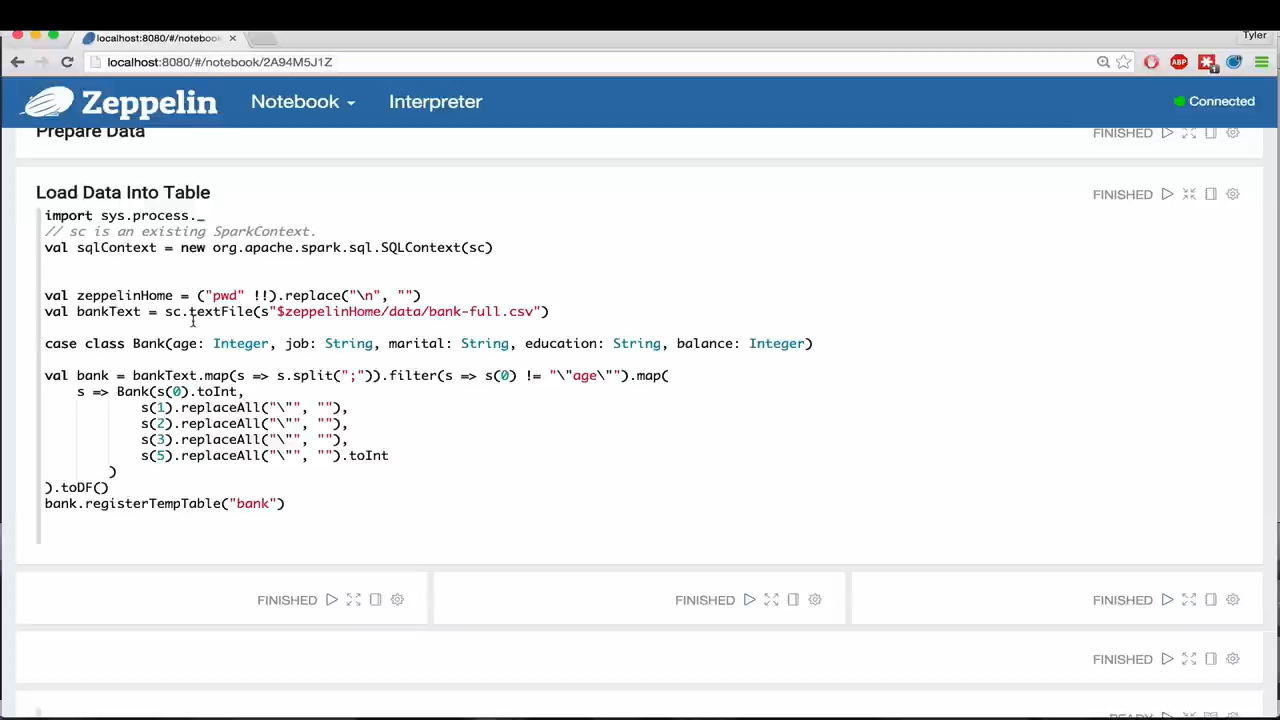 Tyler
localhost:8080/#/notebook
localhost:8080/#/notebook/2A94M5J1Z
ABP
1
Zeppelin Notebook Interpreter Connected
Prepare Data FINISHED
Load Data Into Table FINISHED
import sys.process._
// sc is an existing SparkContext.
val sqlContext = new org.apache.spark.sql.SQLContext(sc)
val zeppelinHome = ("pwd" !!).replace("\n", "")
val bankText = sc.textFile(s"$zeppelinHome/data/bank-full.csv")
case class Bank(age: Integer, job: String, marital: String, education: String, balance: Integer)
val bank = bankText.map(s => s.split(";")).filter(s => s(0) != "\"age\"").map(
s => Bank(s(0).toInt,
s(1).replaceAll("\"", ""),
s(2).replaceAll("\"", ""),
s(3).replaceAll("\"", ""),
s(5).replaceAll("\"", "").toInt
)
).toDF()
bank.registerTempTable("bank")
FINISHED FINISHED FINISHED
FINISHED
READY